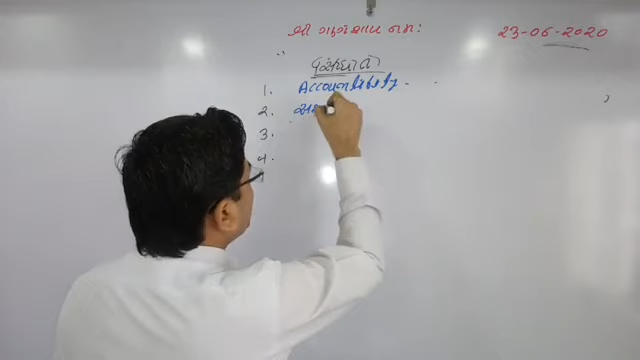 શ્રી ગણેશાય નમઃ
23-06-2020
1. Accountability.
2.
3.
4.